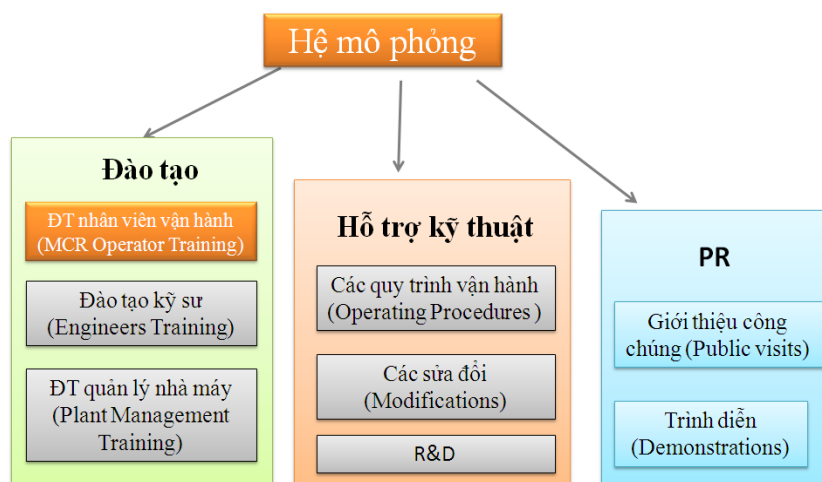 Hệ mô phỏng
Đào tạo
ĐT nhân viên vận hành
(MCR Operator Training)
Đào tạo kỹ sư
(Engineers Training)
ĐT quản lý nhà máy
(Plant Management
Training)
Hỗ trợ kỹ thuật
Các quy trình vận hành
(Operating Procedures )
Các sửa đổi
(Modifications)
R&D
PR
Giới thiệu công
chúng (Public visits)
Trình diễn
(Demonstrations)